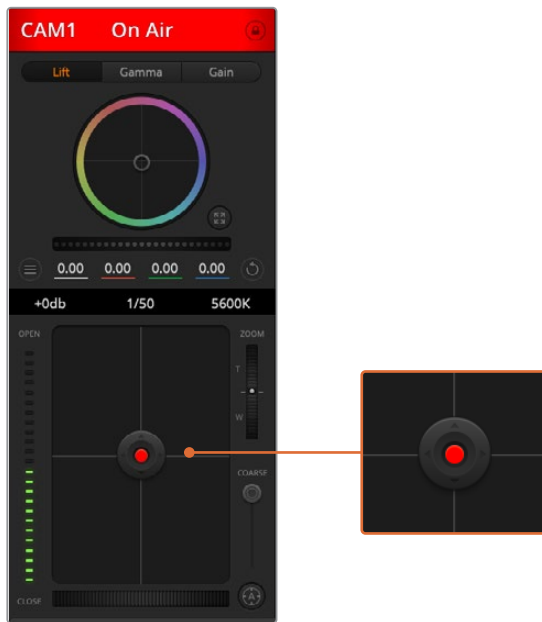 CAM1 On Air
Lift Gamma Gain
0.00 0.00 0.00 0.00
+0db 1/50 5600K
OPEN ZOOM
T
W
COARSE
CLOSE A